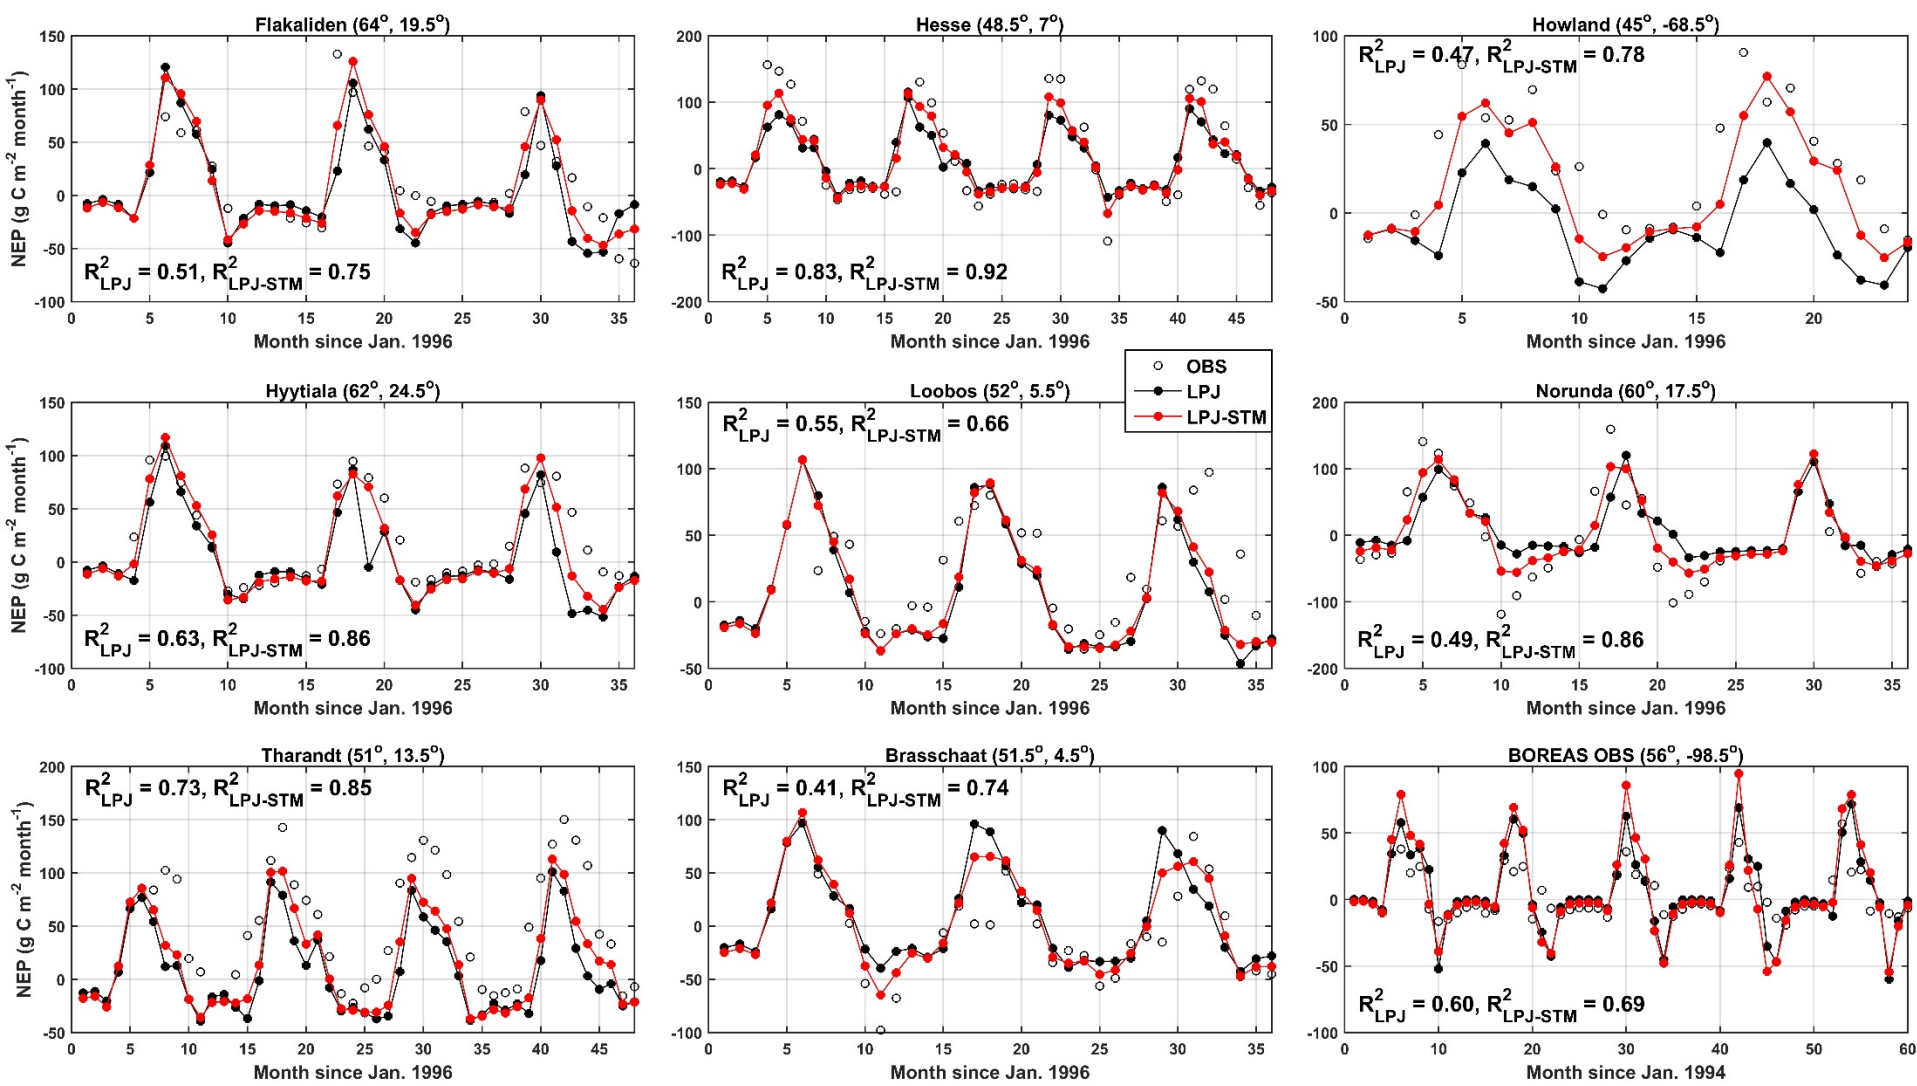 Flakaliden (64°, 19.5°)
150
100
50
0
-50
-100
NEP (g C m⁻² month⁻¹)
R²LPJ = 0.51, R²LPJ-STM = 0.75
0 5 10 15 20 25 30 35
Month since Jan. 1996
Hesse (48.5°, 7°)
200
100
0
-100
-200
R²LPJ = 0.83, R²LPJ-STM = 0.92
0 5 10 15 20 25 30 35 40 45
Month since Jan. 1996
Howland (45°, -68.5°)
100
50
0
-50
R²LPJ = 0.47, R²LPJ-STM = 0.78
0 5 10 15 20
Month since Jan. 1996
OBS
LPJ
LPJ-STM
Hyytiala (62°, 24.5°)
150
100
50
0
-50
-100
NEP (g C m⁻² month⁻¹)
R²LPJ = 0.63, R²LPJ-STM = 0.86
0 5 10 15 20 25 30 35
Month since Jan. 1996
Loobos (52°, 5.5°)
150
100
50
0
-50
R²LPJ = 0.55, R²LPJ-STM = 0.66
0 5 10 15 20 25 30 35
Month since Jan. 1996
Norunda (60°, 17.5°)
200
100
0
-100
-200
R²LPJ = 0.49, R²LPJ-STM = 0.86
0 5 10 15 20 25 30 35
Month since Jan. 1996
Tharandt (51°, 13.5°)
200
150
100
50
0
-50
NEP (g C m⁻² month⁻¹)
R²LPJ = 0.73, R²LPJ-STM = 0.85
0 5 10 15 20 25 30 35 40 45
Month since Jan. 1996
Brasschaat (51.5°, 4.5°)
150
100
50
0
-50
-100
R²LPJ = 0.41, R²LPJ-STM = 0.74
0 5 10 15 20 25 30 35
Month since Jan. 1996
BOREAS OBS (56°, -98.5°)
100
50
0
-50
-100
R²LPJ = 0.60, R²LPJ-STM = 0.69
0 10 20 30 40 50 60
Month since Jan. 1994